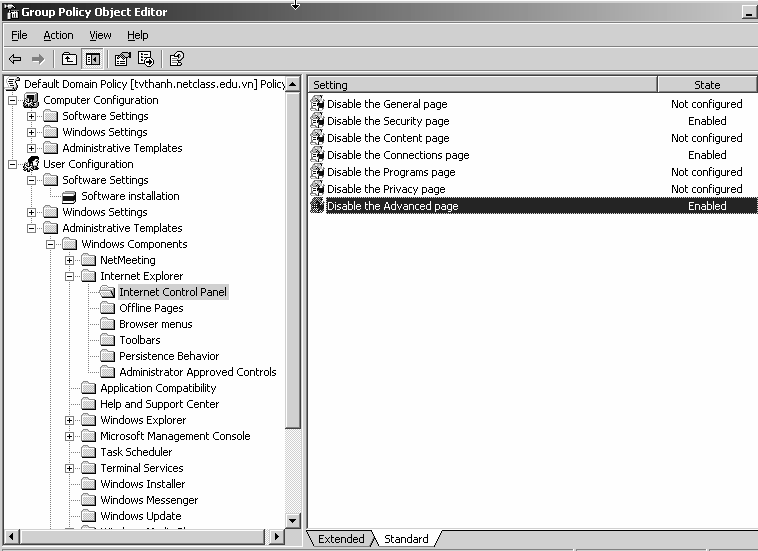 Group Policy Object Editor
File Action View Help
Default Domain Policy [tvthanh.netclass.edu.vn] Policy
Computer Configuration
Software Settings
Windows Settings
Administrative Templates
User Configuration
Software Settings
Software installation
Windows Settings
Administrative Templates
Windows Components
NetMeeting
Internet Explorer
Internet Control Panel
Offline Pages
Browser menus
Toolbars
Persistence Behavior
Administrator Approved Controls
Application Compatibility
Help and Support Center
Windows Explorer
Microsoft Management Console
Task Scheduler
Terminal Services
Windows Installer
Windows Messenger
Windows Update
Setting State
Disable the General page Not configured
Disable the Security page Enabled
Disable the Content page Not configured
Disable the Connections page Enabled
Disable the Programs page Not configured
Disable the Privacy page Not configured
Disable the Advanced page Enabled
Extended Standard